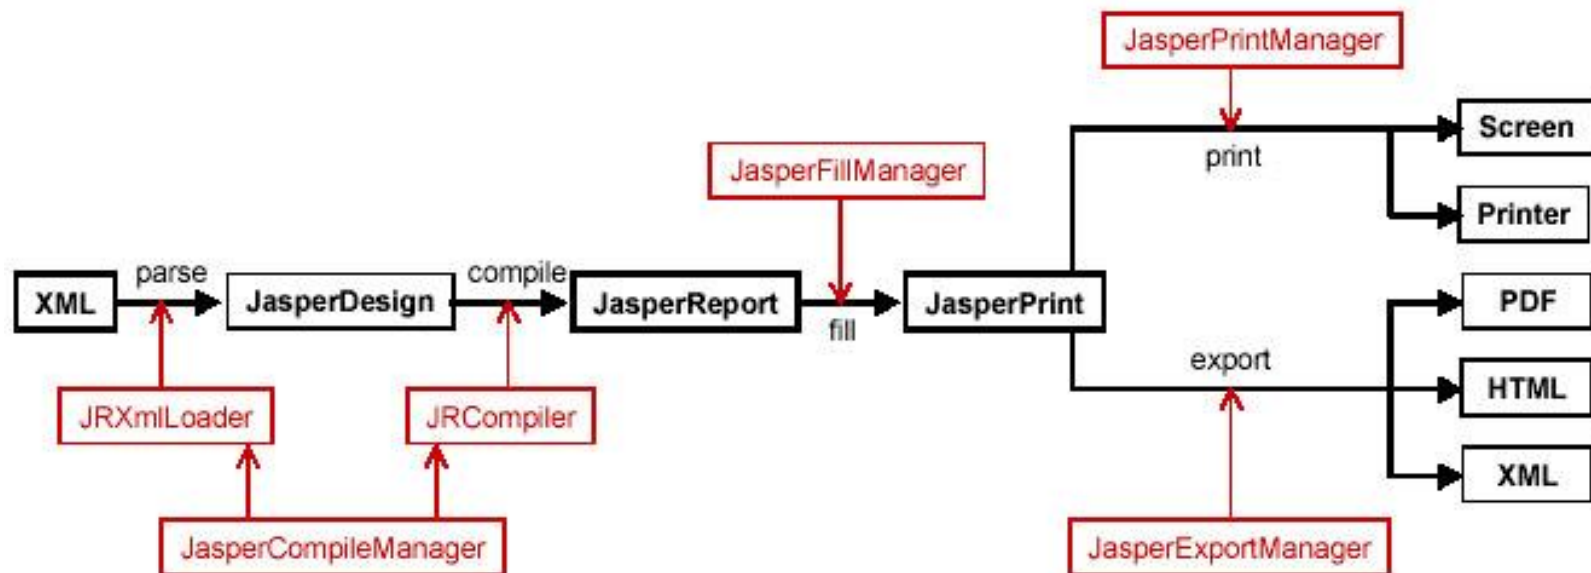 JasperPrintManager
Screen
print
JasperFillManager
Printer
parse
compile
XML
JasperDesign
JasperReport
fill
JasperPrint
PDF
export
HTML
JRXmlLoader
JRCompiler
XML
JasperCompileManager
JasperExportManager